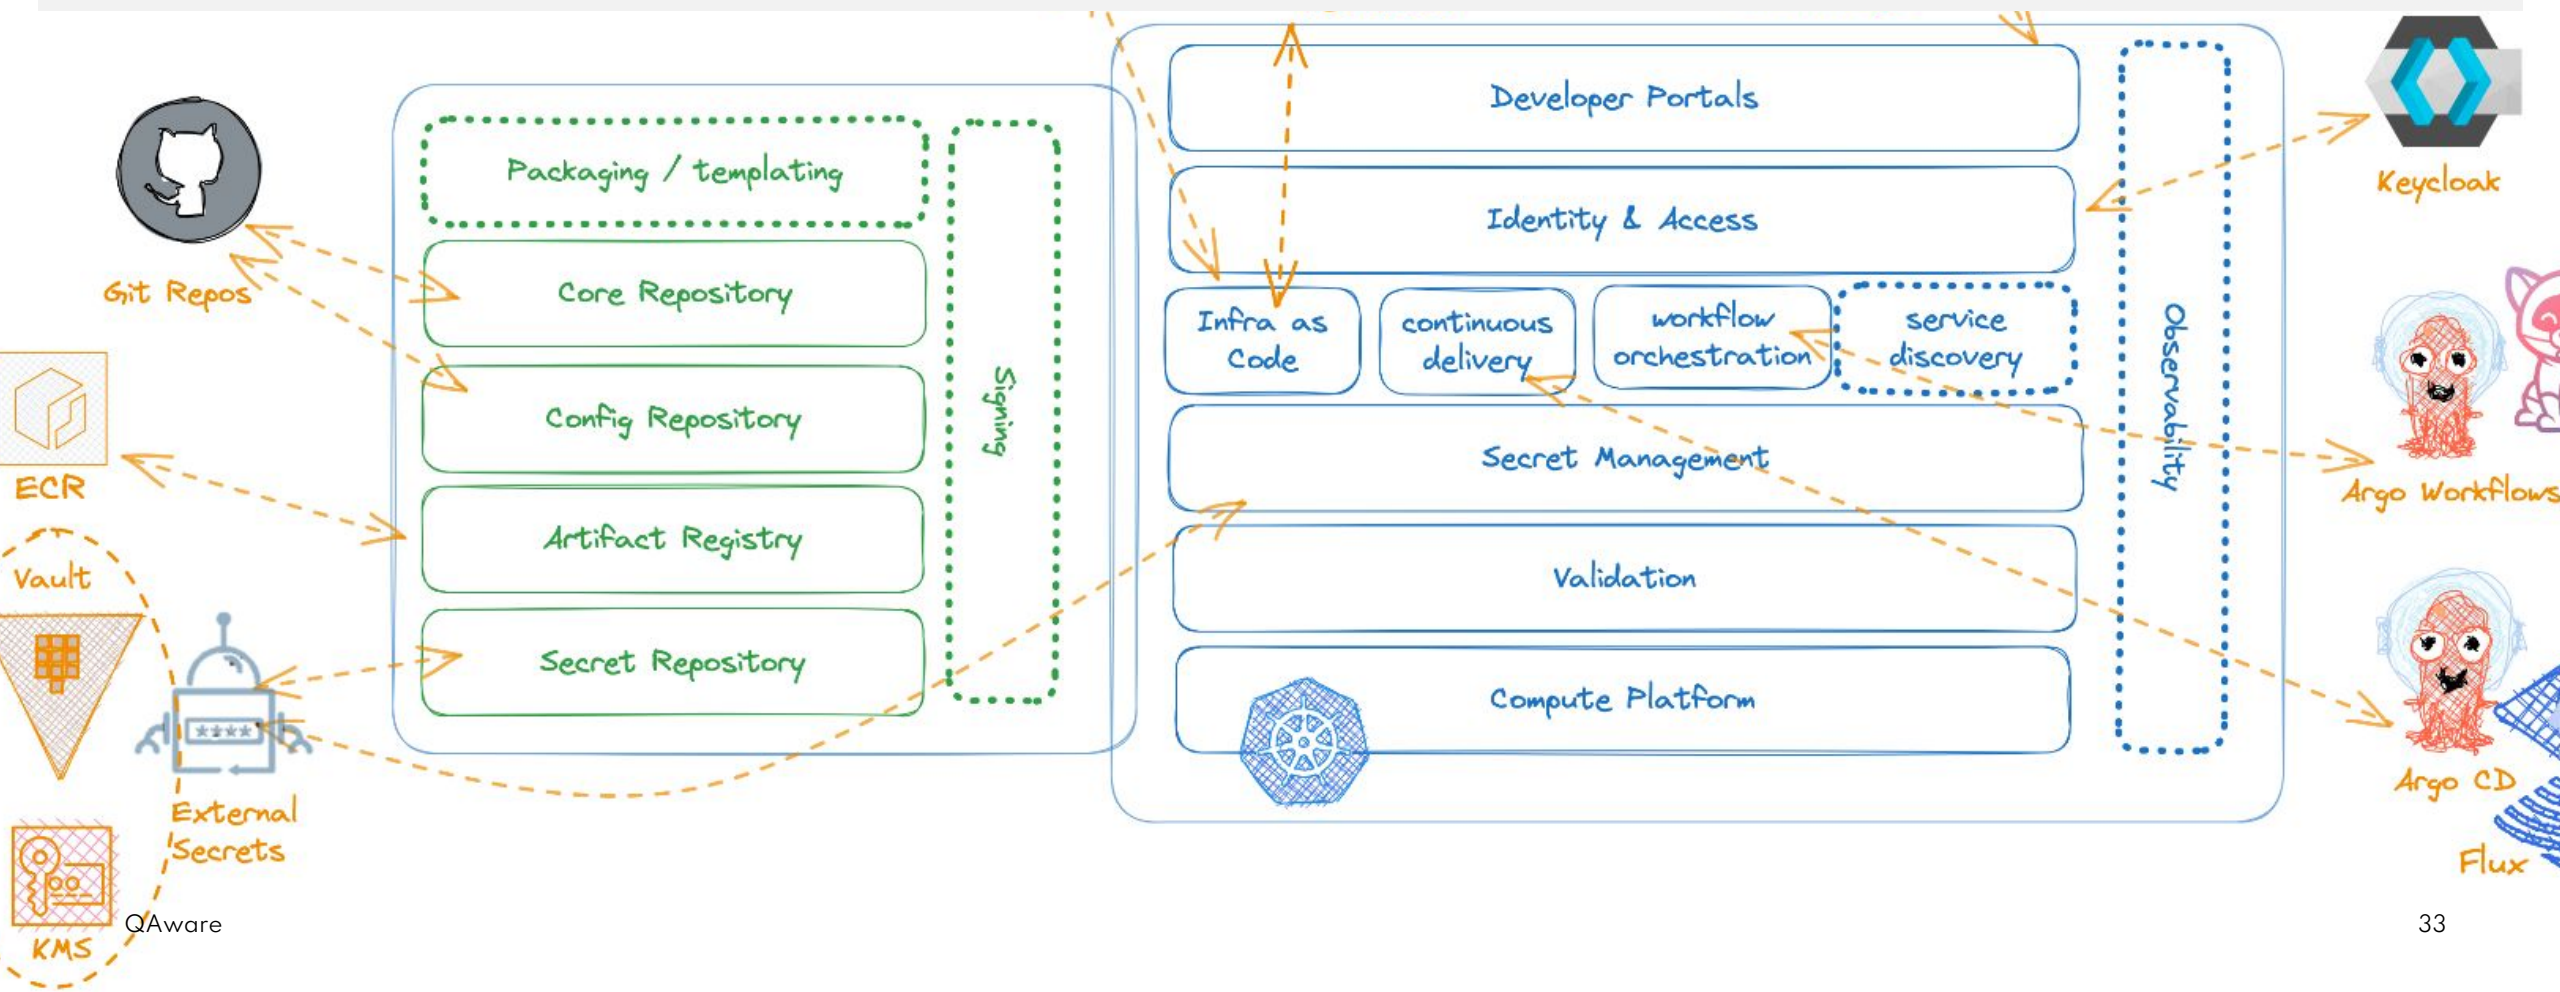 Developer Portals
Packaging / templating
Signing
Observability
Keycloak
Identity & Access
Git Repos
Core Repository
Infra as
Code
continuous
delivery
workflow
orchestration
service
discovery
Config Repository
Secret Management
ECR
Argo Workflows
Artifact Registry
Vault
Validation
Secret Repository
Compute Platform
****
Argo CD
External
Secrets
Flux
KMS
QAware
33